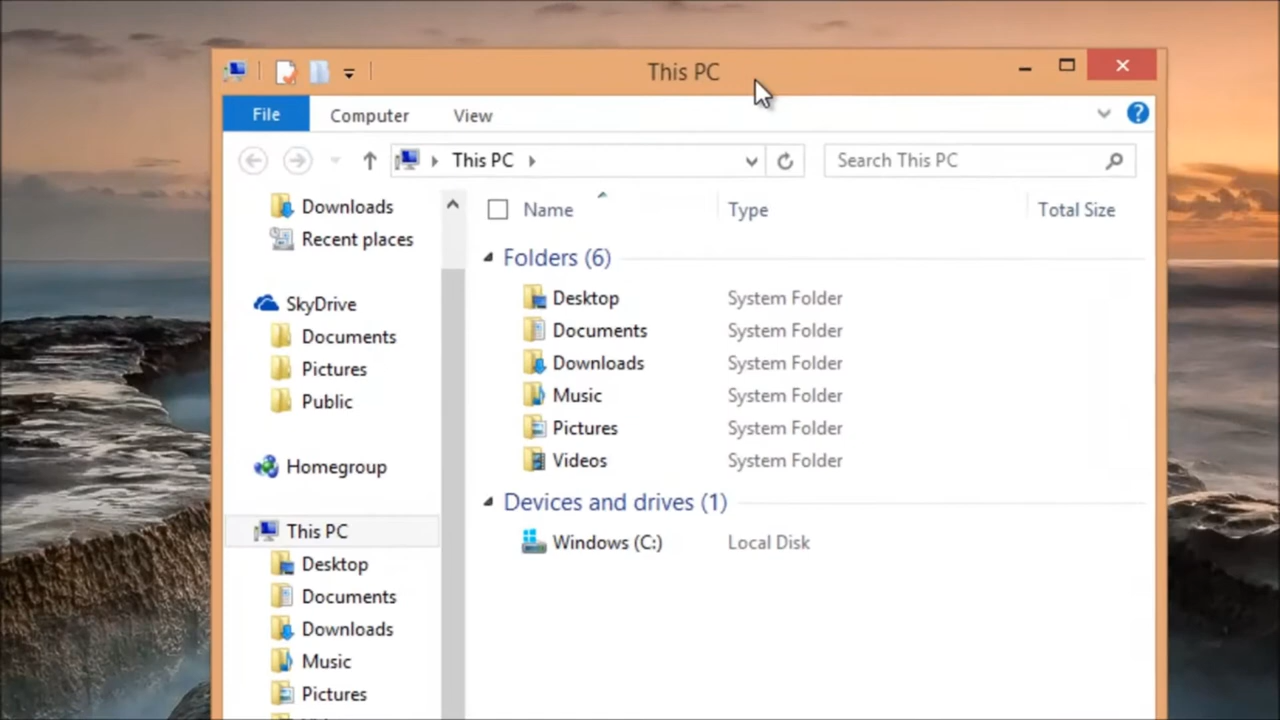 This PC
File Computer View
This PC Search This PC
Downloads
Recent places
SkyDrive
Documents
Pictures
Public
Homegroup
This PC
Desktop
Documents
Downloads
Music
Pictures
Name Type Total Size
Folders (6)
Desktop System Folder
Documents System Folder
Downloads System Folder
Music System Folder
Pictures System Folder
Videos System Folder
Devices and drives (1)
Windows (C:) Local Disk